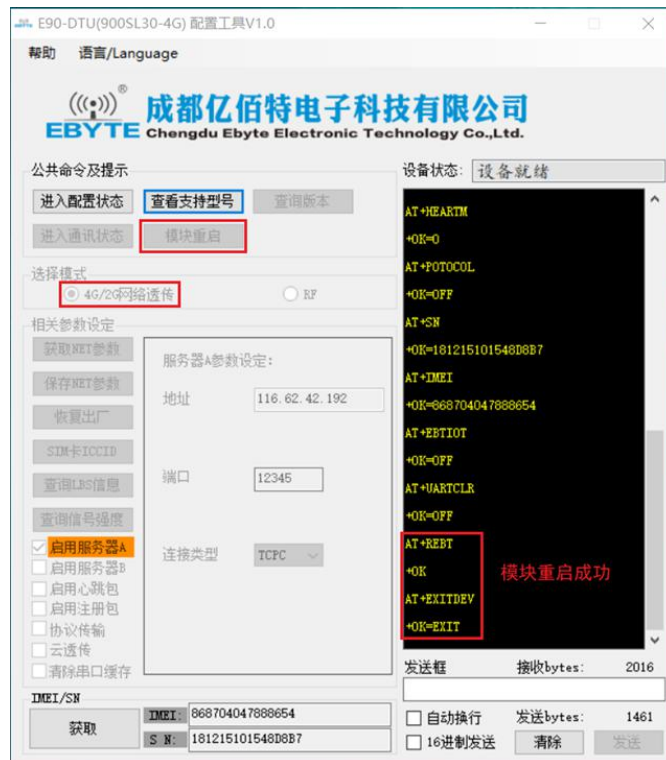 E90-DTU(900SL30-4G) 配置工具V1.0
帮助 语言/Language
EBYTE ® 成都亿佰特电子科技有限公司
Chengdu Ebyte Electronic Technology Co.,Ltd.
公共命令及提示
进入配置状态 查看支持型号 查询版本
进入通讯状态 模块重启
选择模式
4G/2G网络透传 RF
相关参数设定
获取NET参数
保存NET参数
恢复出厂
SIM卡ICCID
查询LBS信息
查询信号强度
启用服务器A
启用服务器B
启用心跳包
启用注册包
协议传输
云透传
清除串口缓存
服务器A参数设定:
地址 116.62.42.192
端口 12345
连接类型 TCPC
IMEI/SN
获取
IMEI: 868704047888654
S N: 181215101548D8B7
设备状态: 设备就绪
AT+HEARTM
+OK=0
AT+POTOCOL
+OK=OFF
AT+SN
+OK=181215101548D8B7
AT+IMEI
+OK=868704047888654
AT+EBTIOT
+OK=OFF
AT+UARTCLR
+OK=OFF
AT+REBT
+OK
模块重启成功
AT+EXITDEV
+OK=EXIT
发送框 接收bytes: 2016
自动换行 发送bytes: 1461
16进制发送 清除 发送